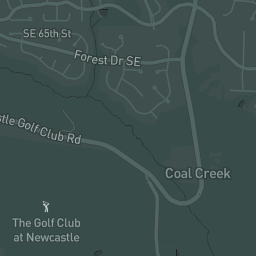 SE 65th St
Forest Dr SE
stle Golf Club Rd
Coal Creek
The Golf Club
at Newcastle